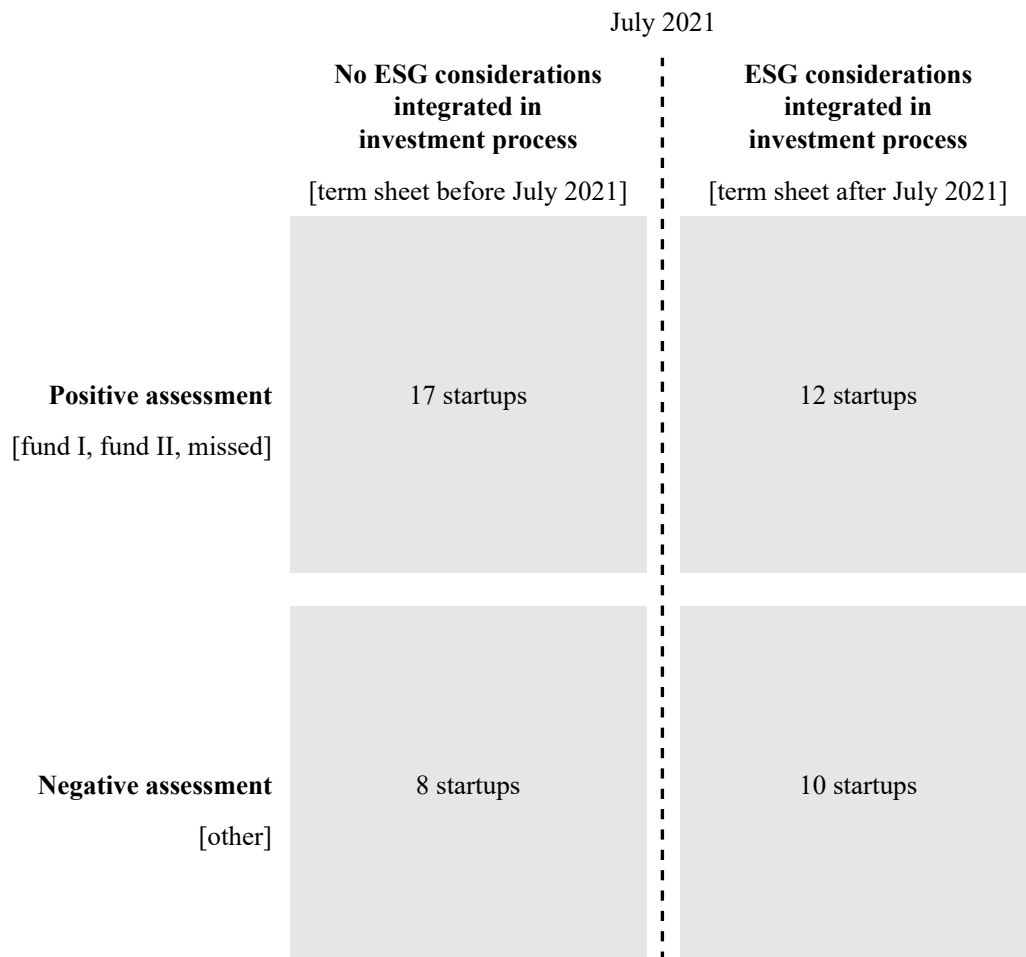 July 2021
No ESG considerations
integrated in
investment process
[term sheet before July 2021]
ESG considerations
integrated in
investment process
[term sheet after July 2021]
Positive assessment
[fund I, fund II, missed]
17 startups
12 startups
Negative assessment
[other]
8 startups
10 startups